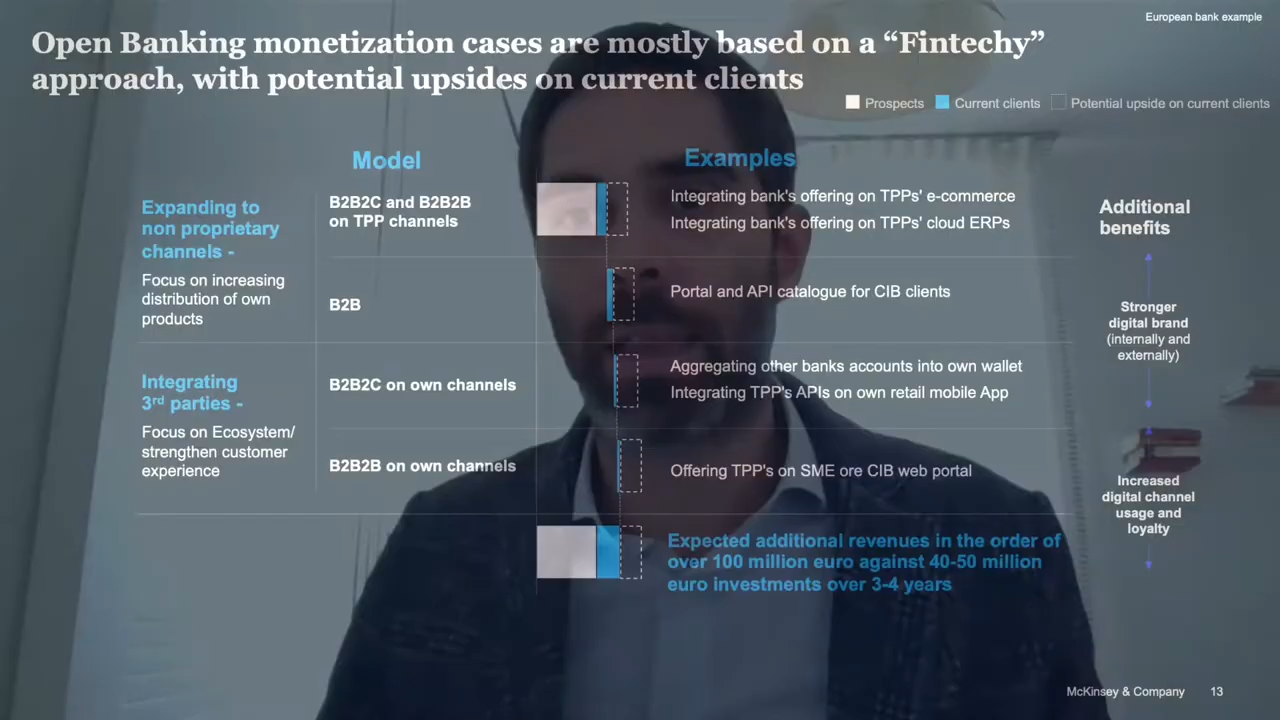 European bank example
Open Banking monetization cases are mostly based on a “Fintechy”
approach, with potential upsides on current clients
Prospects Current clients Potential upside on current clients
Model
Examples
Expanding to
non proprietary
channels -
Focus on increasing
distribution of own
products
B2B2C and B2B2B
on TPP channels
Integrating bank's offering on TPPs' e-commerce
Integrating bank's offering on TPPs' cloud ERPs
B2B
Portal and API catalogue for CIB clients
Integrating
3rd parties -
Focus on Ecosystem/
strengthen customer
experience
B2B2C on own channels
Aggregating other banks accounts into own wallet
Integrating TPP's APIs on own retail mobile App
B2B2B on own channels
Offering TPP's on SME ore CIB web portal
Expected additional revenues in the order of
over 100 million euro against 40-50 million
euro investments over 3-4 years
Additional
benefits
Stronger
digital brand
(internally and
externally)
Increased
digital channel
usage and
loyalty
McKinsey & Company 13